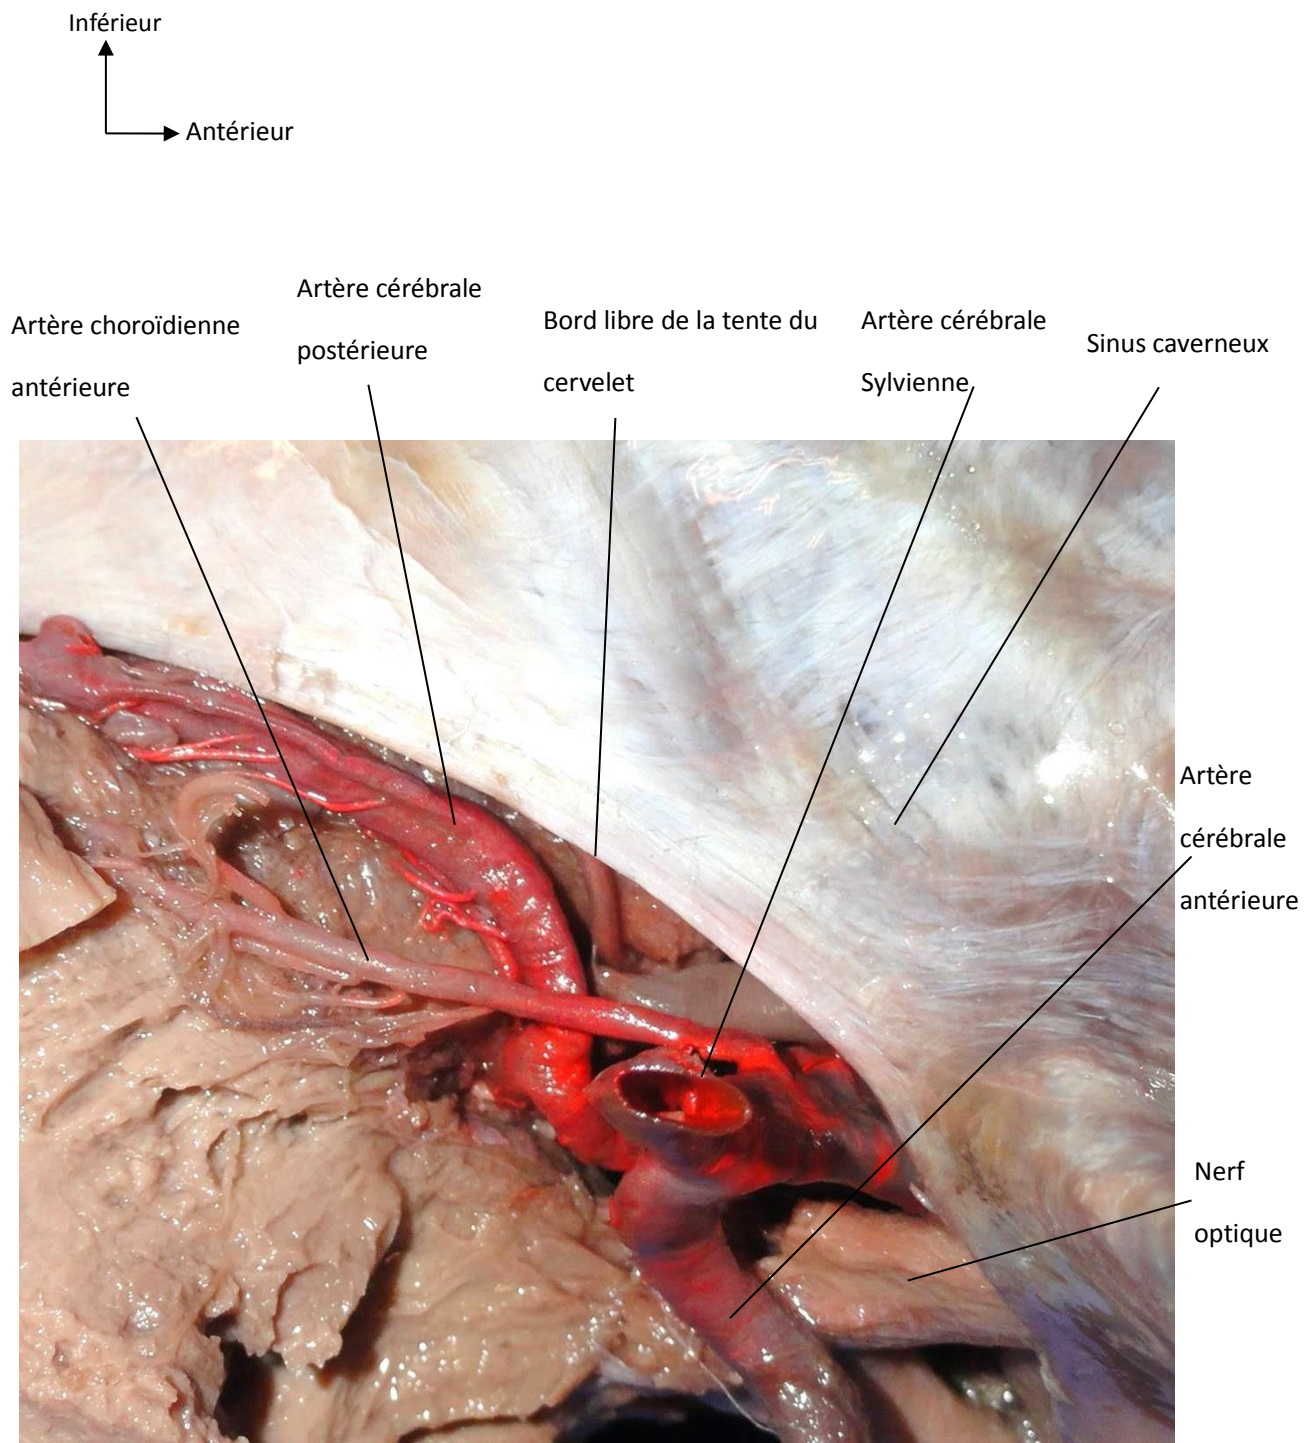 Inférieur
Antérieur
Artère choroïdienne
antérieure
Artère cérébrale
postérieure
Bord libre de la tente du
cervelet
Artère cérébrale
Sylvienne
Sinus caverneux
Artère
cérébrale
antérieure
Nerf
optique